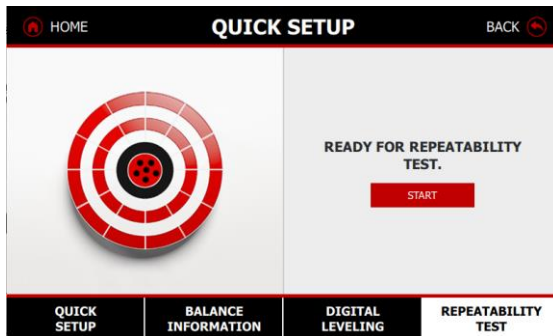 HOME
QUICK SETUP
BACK
READY FOR REPEATABILITY
TEST.
START
QUICK
SETUP
BALANCE
INFORMATION
DIGITAL
LEVELING
REPEATABILITY
TEST